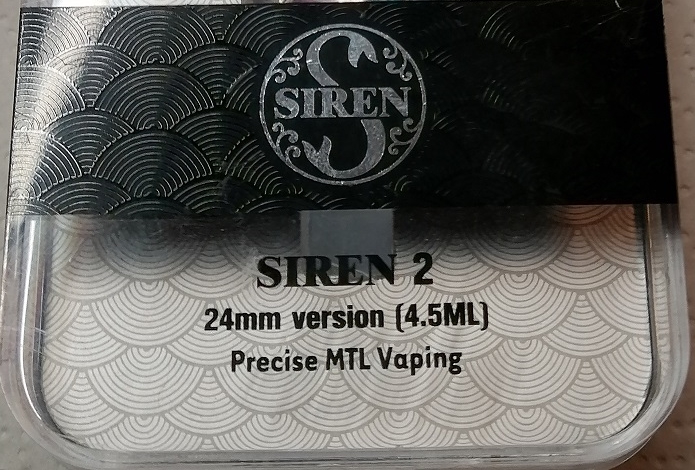 SIREN
SIREN 2
24mm version (4.5ML)
Precise MTL Vaping